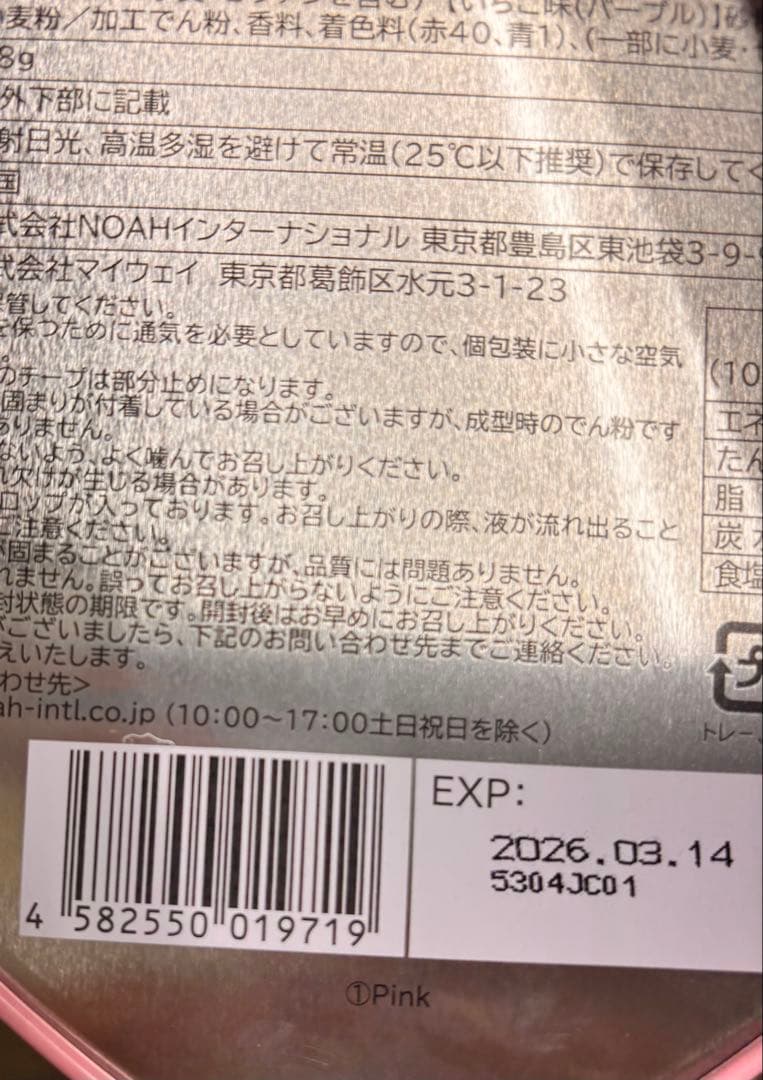 いちご味(パープル)】砂
麦粉／加工でん粉、香料、着色料(赤40、青1)、(一部に小麦・
8g
外下部に記載
射日光、高温多湿を避けて常温(25℃以下推奨)で保存してく
国
式会社NOAHインターナショナル 東京都豊島区東池袋3-9-
式会社マイウェイ 東京都葛飾区水元3-1-23
管してください。
を保つために通気を必要としていますので、個包装に小さな空気
のテープは部分止めになります。
固まりが付着している場合がございますが、成型時のでん粉です
ありません。
ないよう、よく噛んでお召し上がりください。
れ欠けが生じる場合があります。
ロップが入っております。お召し上がりの際、液が流れ出ること
ご注意ください。
が固まることがございますが、品質には問題ありません。
れません。誤ってお召し上がらないようにご注意ください。
封状態の期限です。開封後はお早めにお召し上がりください。
がございましたら、下記のお問い合わせ先までご連絡ください。
えいたします。
わせ先>
ah-intl.co.jp (10:00〜17:00土日祝日を除く)
(10
エネ
たん
脂
炭水
食塩
プ
トレー、
4 582550 019719
EXP:
2026.03.14
5304JC01
①Pink